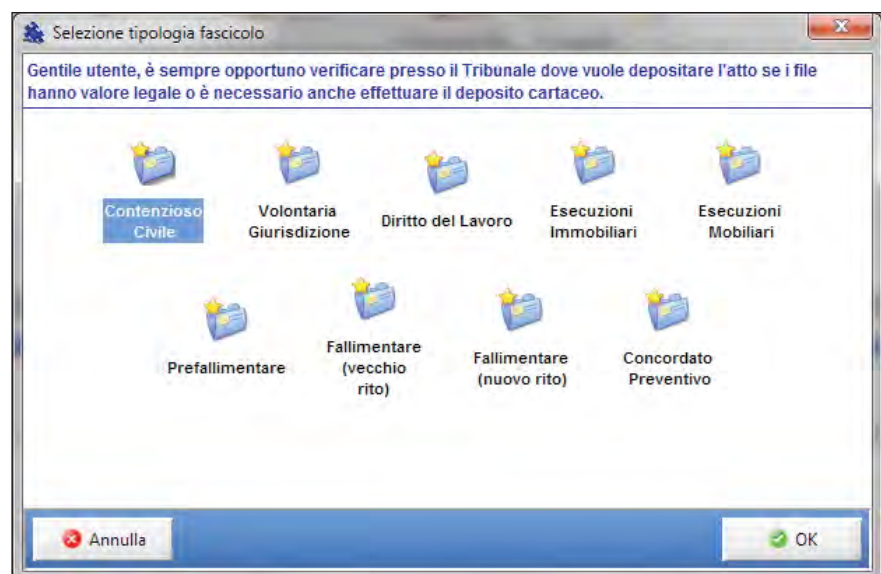 Selezione tipologia fascicolo
Gentile utente, è sempre opportuno verificare presso il Tribunale dove vuole depositare l'atto se i file
hanno valore legale o è necessario anche effettuare il deposito cartaceo.
Contenzioso
Civile
Volontaria
Giurisdizione
Diritto del Lavoro
Esecuzioni
Immobiliari
Esecuzioni
Mobiliari
Prefallimentare
Fallimentare
(vecchio
rito)
Fallimentare
(nuovo rito)
Concordato
Preventivo
Annulla
OK